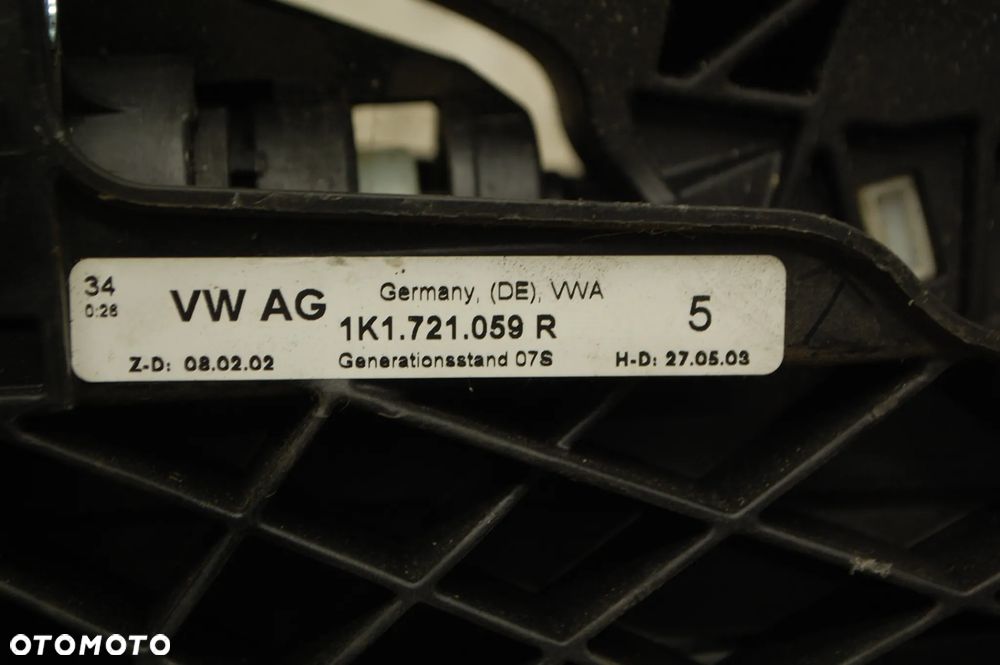 34
0:28
VW AG
Germany, (DE), VWA
1K1.721.059 R
5
Z-D: 08.02.02
Generationsstand 07S
H-D: 27.05.03
OTOMOTO